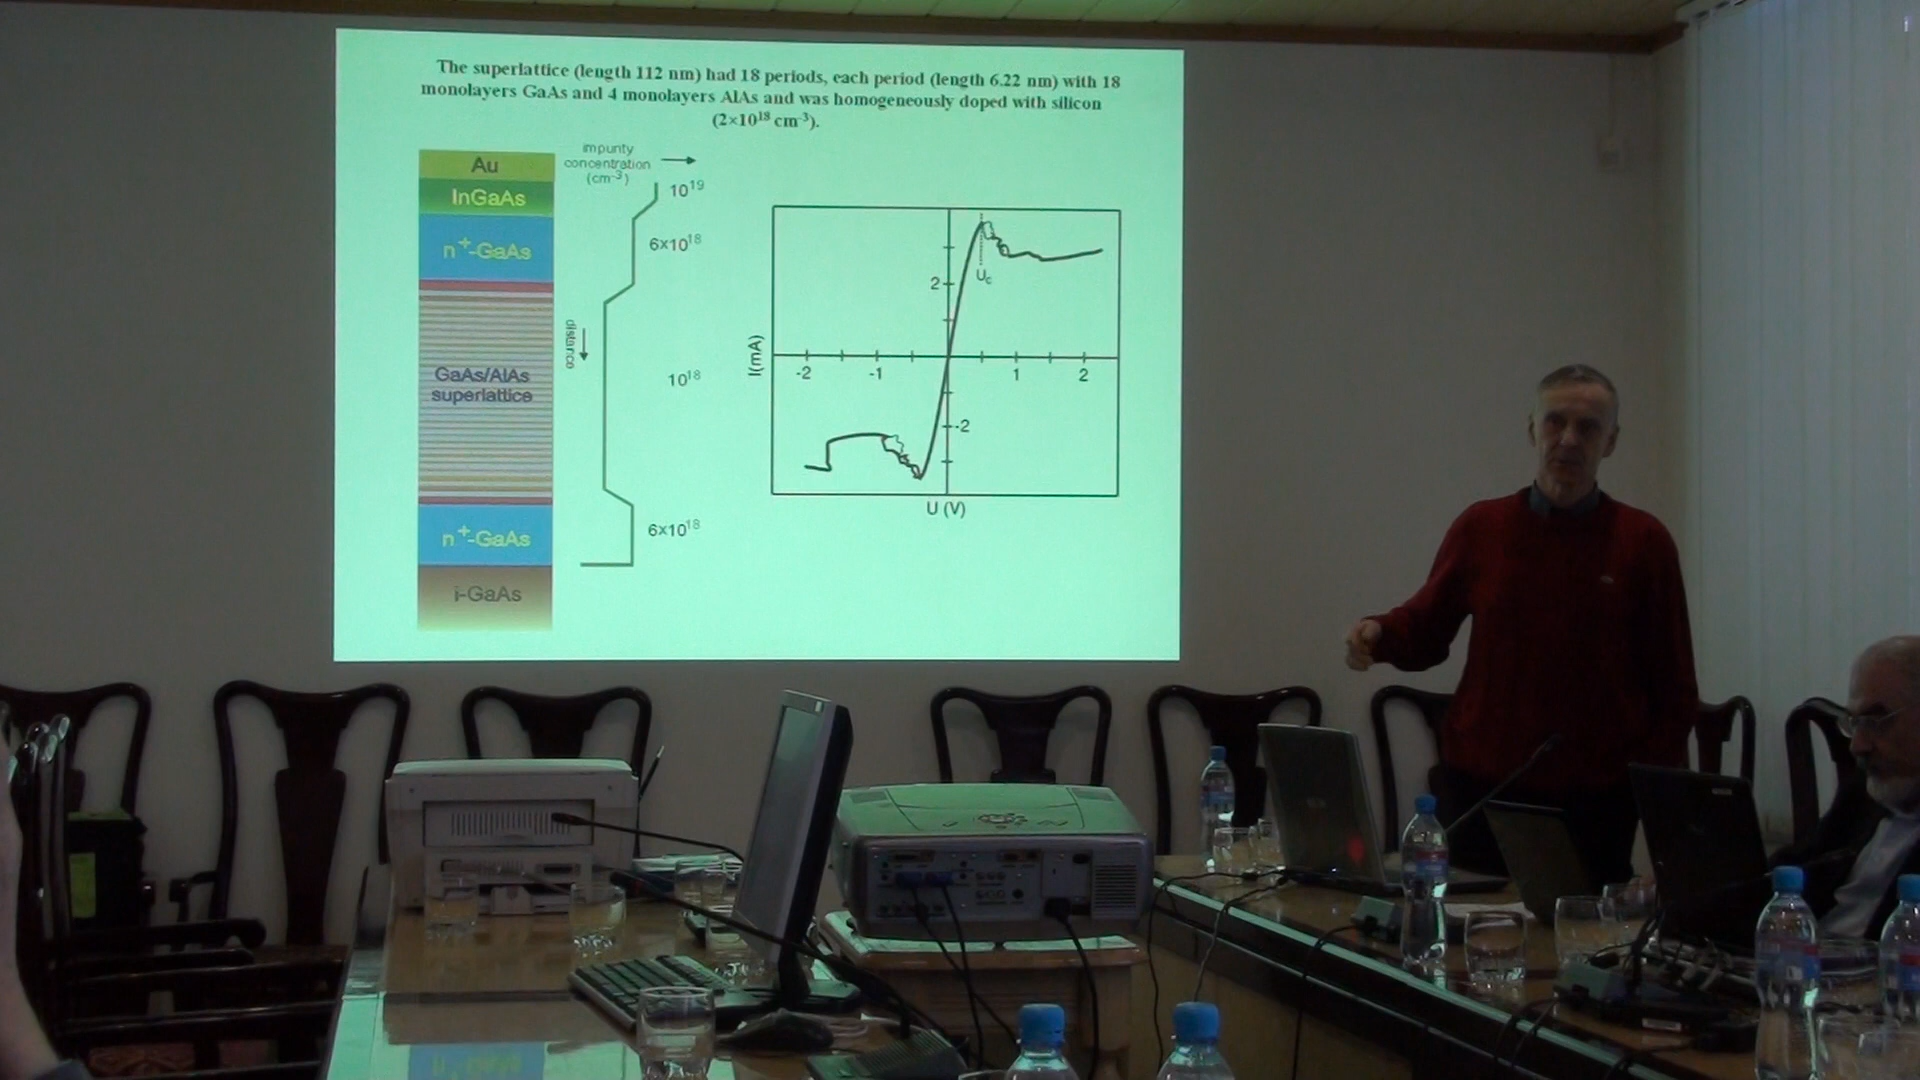 The superlattice (length 112 nm) had 18 periods, each period (length 6.22 nm) with 18
monolayers GaAs and 4 monolayers AlAs and was homogeneously doped with silicon
(2×10¹⁸ cm⁻³).
Au
InGaAs
n⁺-GaAs
GaAs/AlAs
superlattice
n⁺-GaAs
i-GaAs
impurity
concentration
(cm⁻³)
10¹⁹
6×10¹⁸
distance
10¹⁸
6×10¹⁸
I(mA)
2
-2
-2
-1
1
2
Uc
U (V)